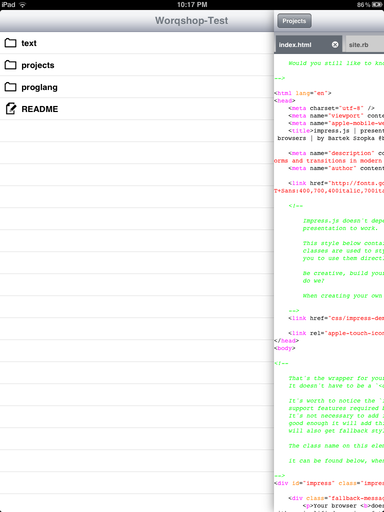 iPad 10:17 PM 86%
Worqshop-Test
text
projects
proglang
README
Projects
index.html site.rb
Would you still like to kn
-->
<html lang="en">
<head>
<meta charset="utf-8" />
<meta name="viewport" conte
<meta name="apple-mobile-we
<title>impress.js | present
browsers | by Bartek Szopka @b
<meta name="description" c
orms and transitions in modern
<meta name="author" content
<link href="http://fonts.go
T+Sans:400,700,400italic,700ita
<!--
impress.js doesn't depe
presentation to work.
This style below conta
classes are used to sty
you to use them direct
Be creative, build your
do we!
When creating your own
-->
<link href="css/impress-de
<link rel="apple-touch-icon
</head>
<body>
<!--
That's the wrapper for your
It doesn't have to be a `<
It's worth to notice the `
support features required b
It's not necessary to add i
good enough it will add th
will also get fallback sty
The class name on this ele
it can be found below, whe
-->
<div id="impress" class="impre
<div class="fallback-messag
<p>Your browser <b>does